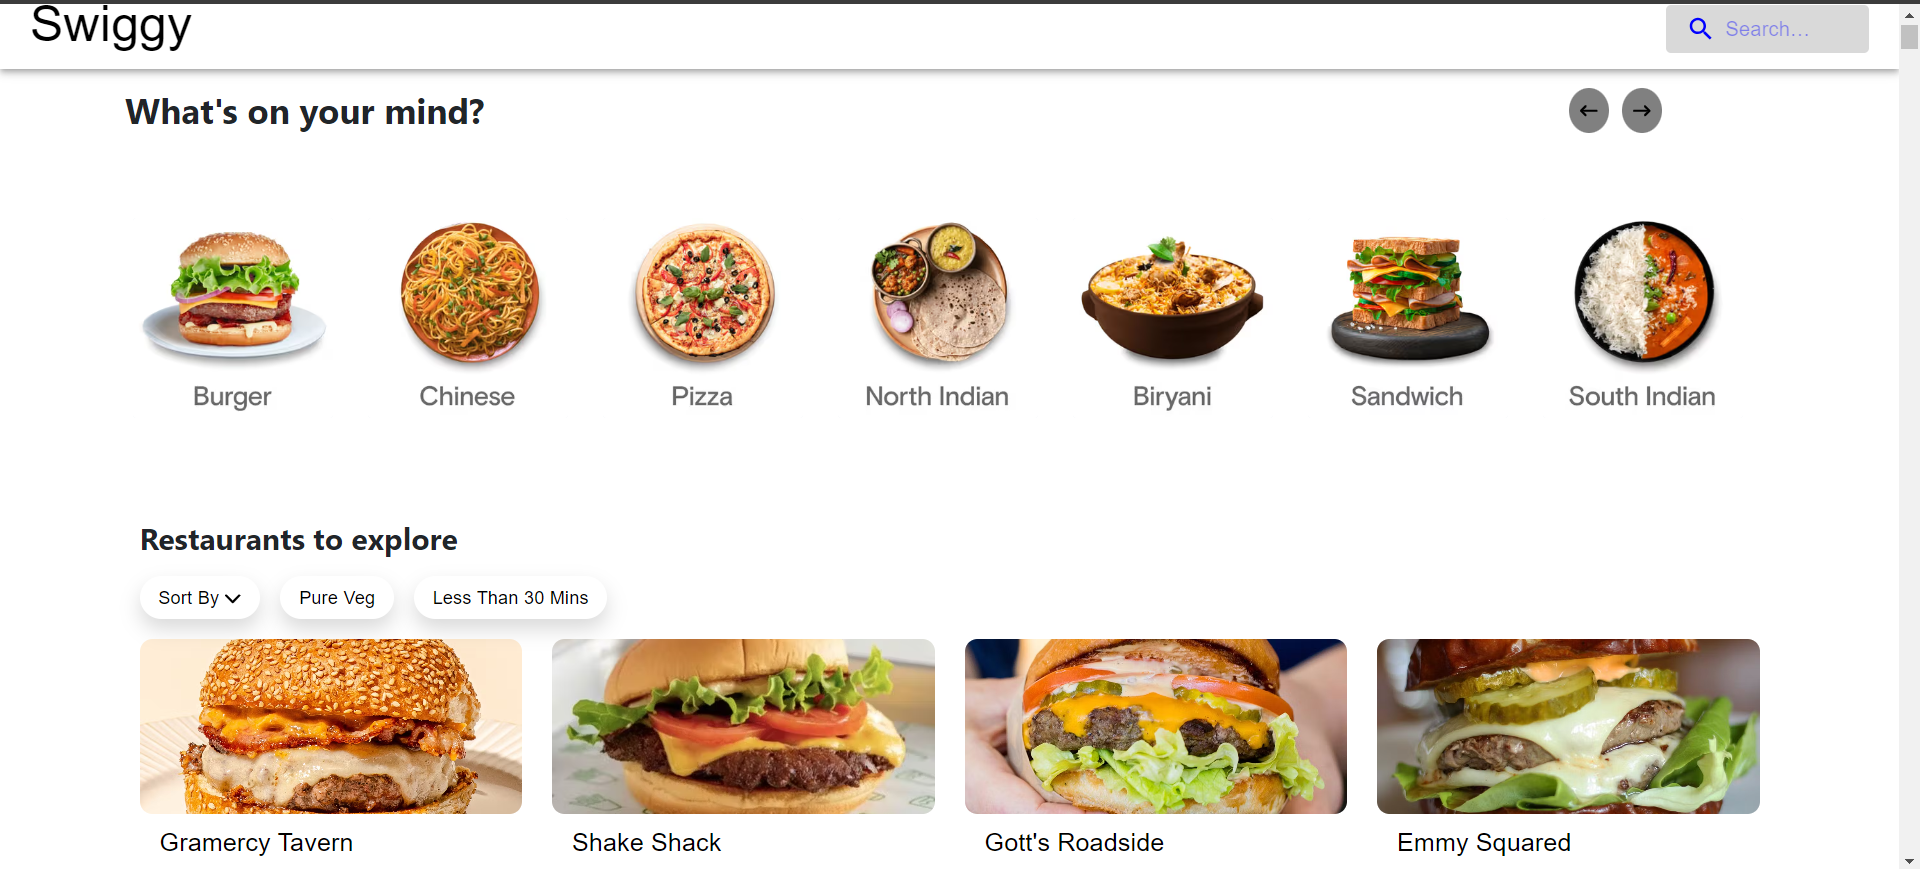 Swiggy
Search...
What's on your mind?
Burger
Chinese
Pizza
North Indian
Biryani
Sandwich
South Indian
Restaurants to explore
Sort By
Pure Veg
Less Than 30 Mins
Gramercy Tavern
Shake Shack
Gott's Roadside
Emmy Squared